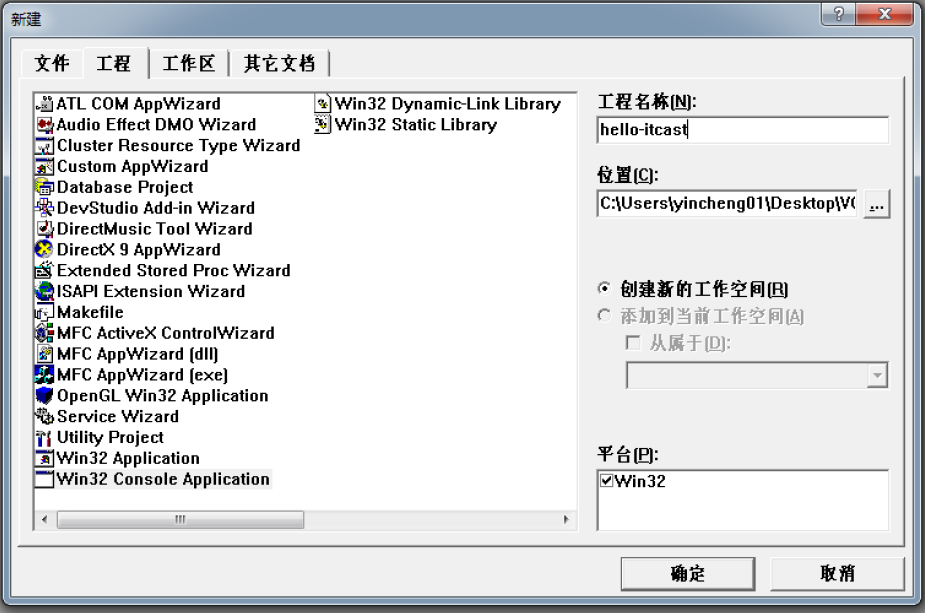 新建
文件 工程 工作区 其它文档
ATL COM AppWizard
Audio Effect DMO Wizard
Cluster Resource Type Wizard
Custom AppWizard
Database Project
DevStudio Add-in Wizard
DirectMusic Tool Wizard
DirectX 9 AppWizard
Extended Stored Proc Wizard
ISAPI Extension Wizard
Makefile
MFC ActiveX ControlWizard
MFC AppWizard (dll)
MFC AppWizard (exe)
OpenGL Win32 Application
Service Wizard
Utility Project
Win32 Application
Win32 Console Application
Win32 Dynamic-Link Library
Win32 Static Library
工程名称(N):
hello-itcast
位置(C):
C:\Users\yincheng01\Desktop\VC
...
创建新的工作空间(R)
添加到当前工作空间(A)
从属于(D):
平台(P):
Win32
确定 取消